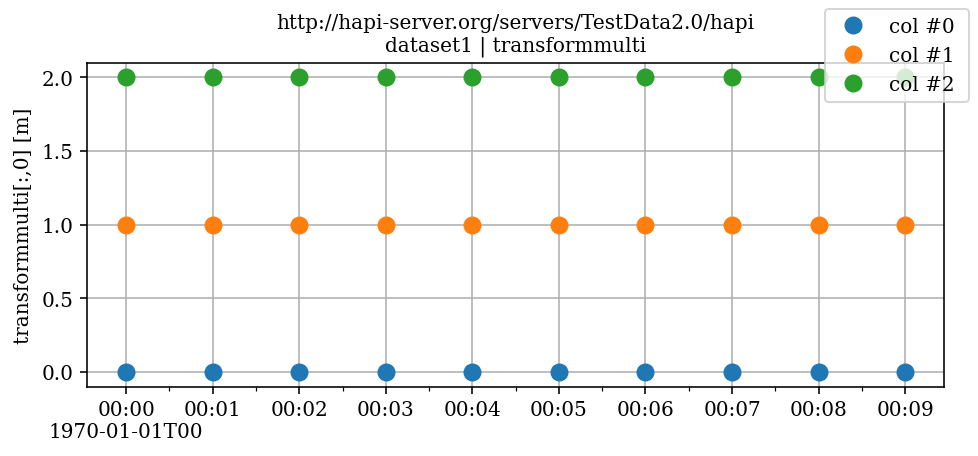 http://hapi-server.org/servers/TestData2.0/hapi
dataset1 | transformmulti
col #0
col #1
col #2
transformmulti[:,0] [m]
2.0
1.5
1.0
0.5
0.0
00:00 00:01 00:02 00:03 00:04 00:05 00:06 00:07 00:08 00:09
1970-01-01T00